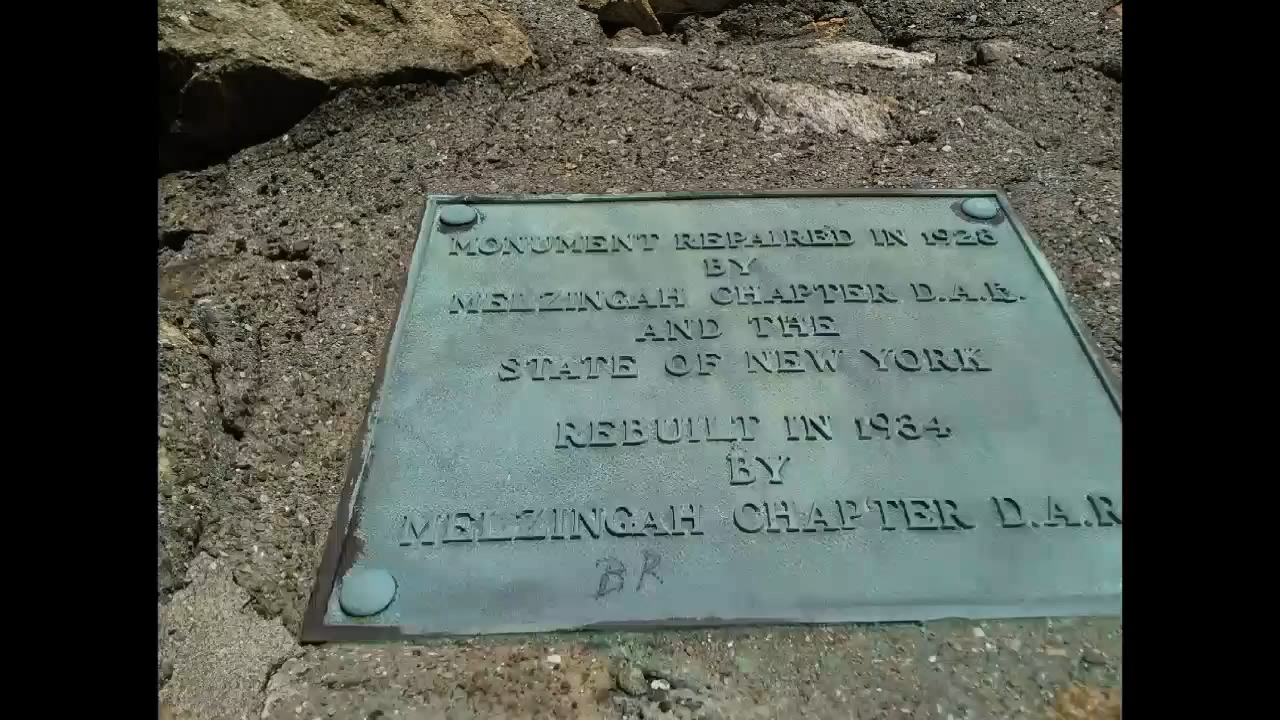 MONUMENT REPAIRED IN 1928
BY
MELZINGAH CHAPTER D.A.R.
AND THE
STATE OF NEW YORK
REBUILT IN 1934
BY
MELZINGAH CHAPTER D.A.R
BR